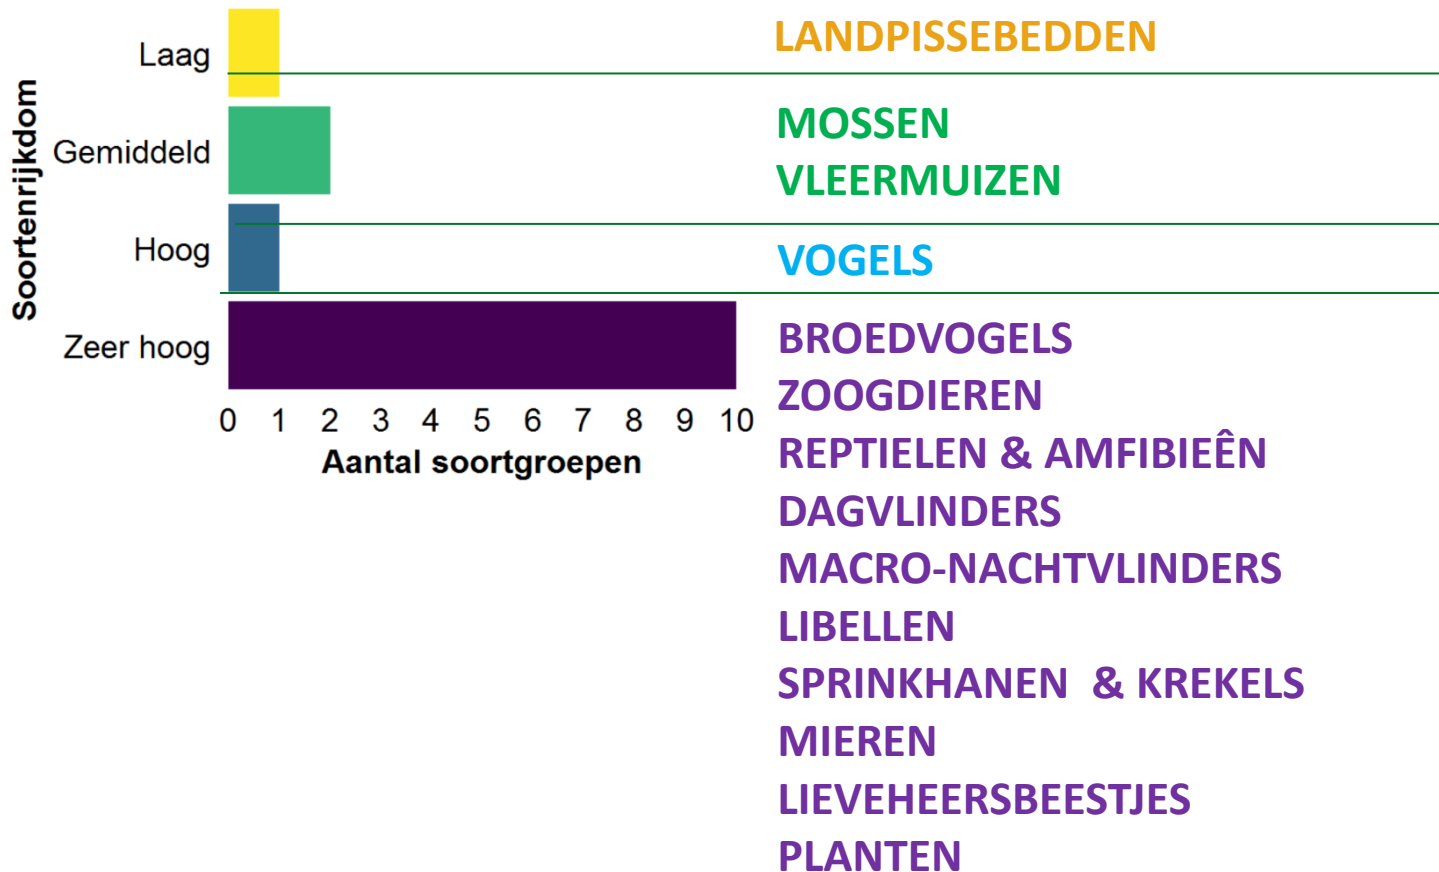 Soortenrijkdom
Laag
Gemiddeld
Hoog
Zeer hoog
0 1 2 3 4 5 6 7 8 9 10
Aantal soortgroepen
LANDPISSEBEDDEN
MOSSEN
VLEERMUIZEN
VOGELS
BROEDVOGELS
ZOOGDIEREN
REPTIELEN & AMFIBIEÊN
DAGVLINDERS
MACRO-NACHTVLINDERS
LIBELLEN
SPRINKHANEN  & KREKELS
MIEREN
LIEVEHEERSBEESTJES
PLANTEN